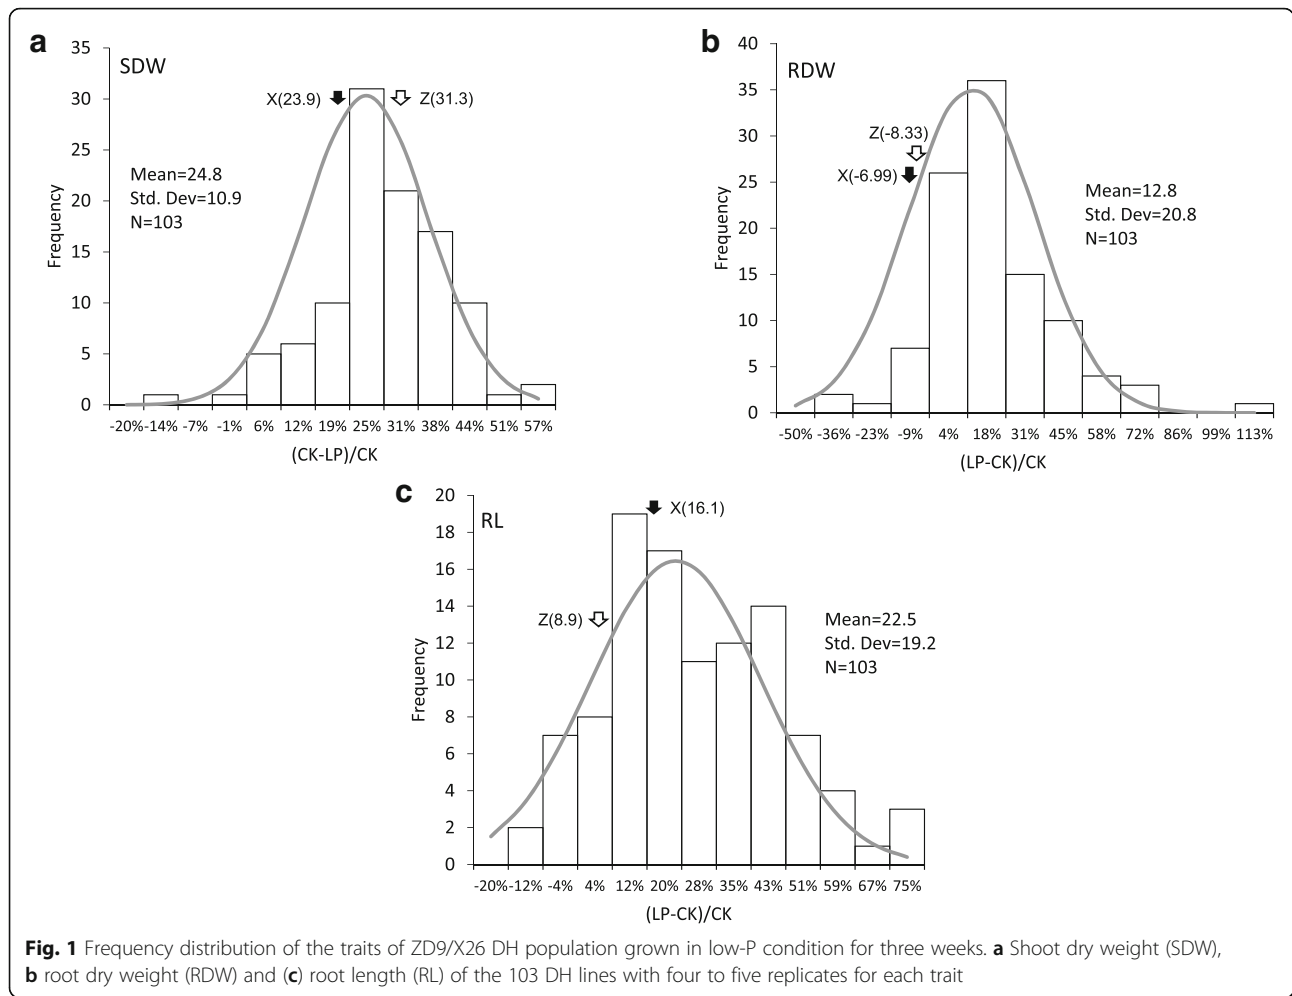 a
35
30
25
20
15
10
5
0
Frequency
SDW
X(23.9)
Z(31.3)
Mean=24.8
Std. Dev=10.9
N=103
-20% -14% -7% -1% 6% 12% 19% 25% 31% 38% 44% 51% 57%
(CK-LP)/CK
b
40
35
30
25
20
15
10
5
0
Frequency
RDW
Z(-8.33)
X(-6.99)
Mean=12.8
Std. Dev=20.8
N=103
-50% -36% -23% -9% 4% 18% 31% 45% 58% 72% 86% 99% 113%
(LP-CK)/CK
c
20
18
16
14
12
10
8
6
4
2
0
Frequency
RL
X(16.1)
Z(8.9)
Mean=22.5
Std. Dev=19.2
N=103
-20% -12% -4% 4% 12% 20% 28% 35% 43% 51% 59% 67% 75%
(LP-CK)/CK
Fig. 1 Frequency distribution of the traits of ZD9/X26 DH population grown in low-P condition for three weeks. a Shoot dry weight (SDW),
b root dry weight (RDW) and (c) root length (RL) of the 103 DH lines with four to five replicates for each trait